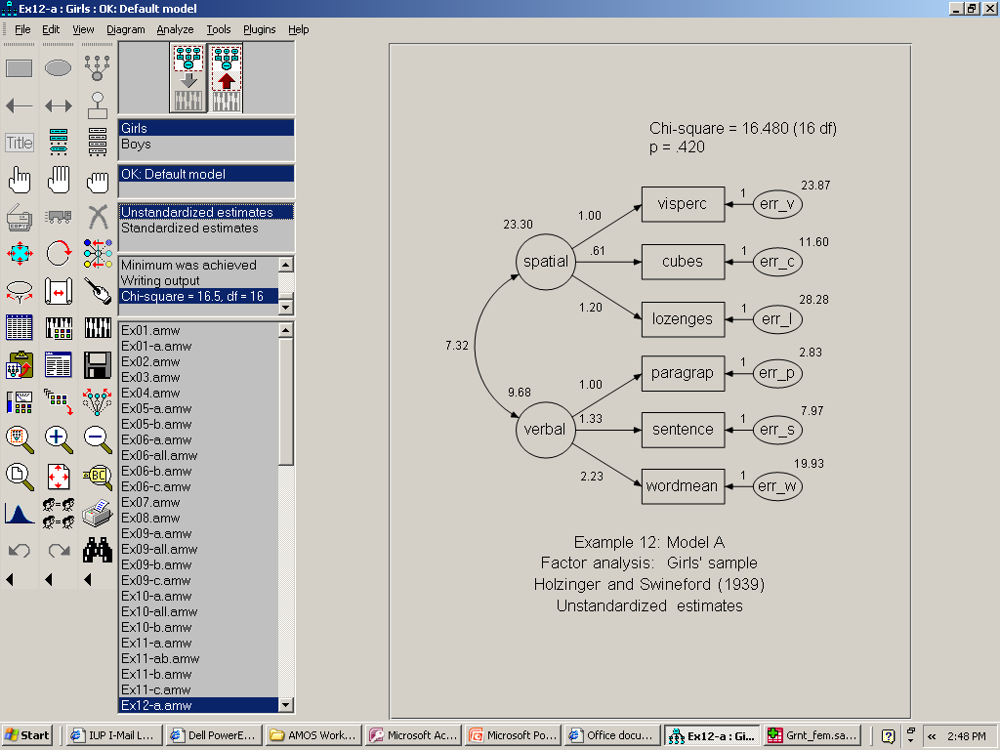 Ex12-a : Girls : OK: Default model
File Edit View Diagram Analyze Tools Plugins Help
Title
Girls
Boys
OK: Default model
Unstandardized estimates
Standardized estimates
Minimum was achieved
Writing output
Chi-square = 16.5, df = 16
Ex01.amw
Ex01-a.amw
Ex02.amw
Ex03.amw
Ex04.amw
Ex05-a.amw
Ex05-b.amw
Ex06-a.amw
Ex06-all.amw
Ex06-b.amw
Ex06-c.amw
Ex07.amw
Ex08.amw
Ex09-a.amw
Ex09-all.amw
Ex09-b.amw
Ex09-c.amw
Ex10-a.amw
Ex10-all.amw
Ex10-b.amw
Ex11-a.amw
Ex11-ab.amw
Ex11-b.amw
Ex11-c.amw
Ex12-a.amw
COPY
BC
Chi-square = 16.480 (16 df)
p = .420
23.87
1.00 visperc 1 err_v
23.30
11.60
spatial .61 cubes 1 err_c
28.28
1.20 lozenges 1 err_l
7.32
2.83
1.00 paragrap 1 err_p
9.68
7.97
verbal 1.33 sentence 1 err_s
19.93
2.23 wordmean 1 err_w
Example 12: Model A
Factor analysis: Girls' sample
Holzinger and Swineford (1939)
Unstandardized estimates
Start IUP I-Mail L... Dell PowerE... AMOS Work... Microsoft Ac... Microsoft Po... Office docu... Ex12-a : Gi... Grnt_fem.sa... « 2:48 PM